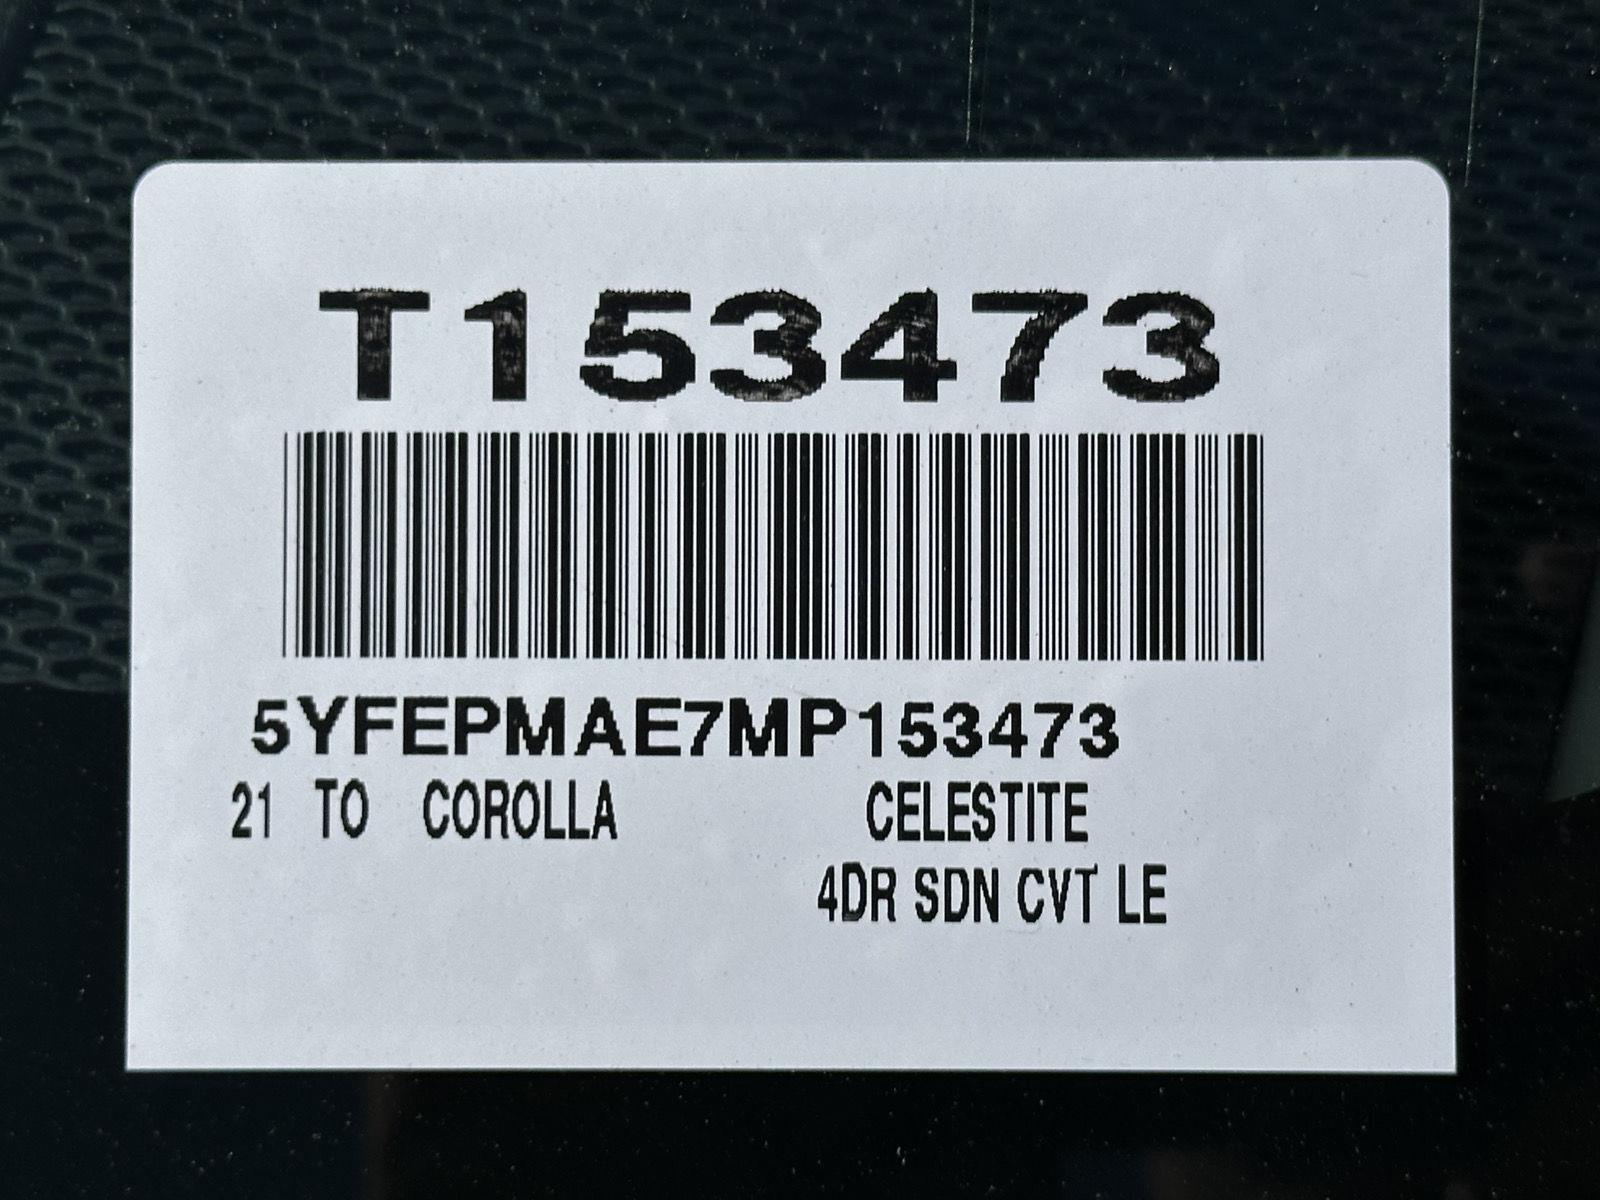 T153473
5YFEPMAE7MP153473
21 TO COROLLA CELESTITE
4DR SDN CVT LE